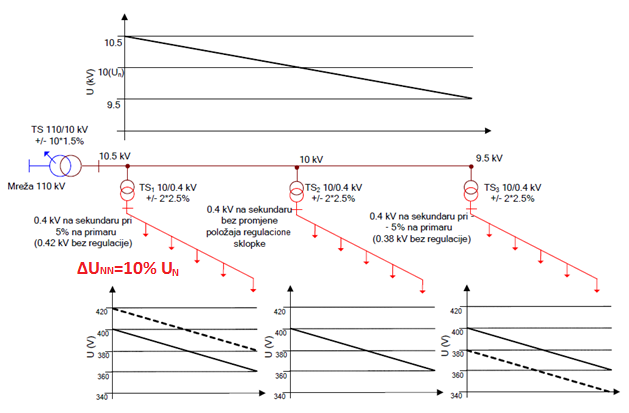 10.5
10(Un)
9.5
U (kV)
TS 110/10 kV
+/- 10*1.5%
10.5 kV
10 kV
9.5 kV
Mreža 110 kV
TS1 10/0.4 kV
+/- 2*2.5%
TS2 10/0.4 kV
+/- 2*2.5%
TS3 10/0.4 kV
+/- 2*2.5%
0.4 kV na sekundaru pri
5% na primaru
(0.42 kV bez regulacije)
0.4 kV na sekundaru
bez promjene
položaja regulacione
sklopke
0.4 kV na sekundaru pri
- 5% na primaru
(0.38 kV bez regulacije)
ΔUNN=10% UN
420
400
380
360
340
U (V)
420
400
380
360
340
U (V)
420
400
380
360
340
U (V)